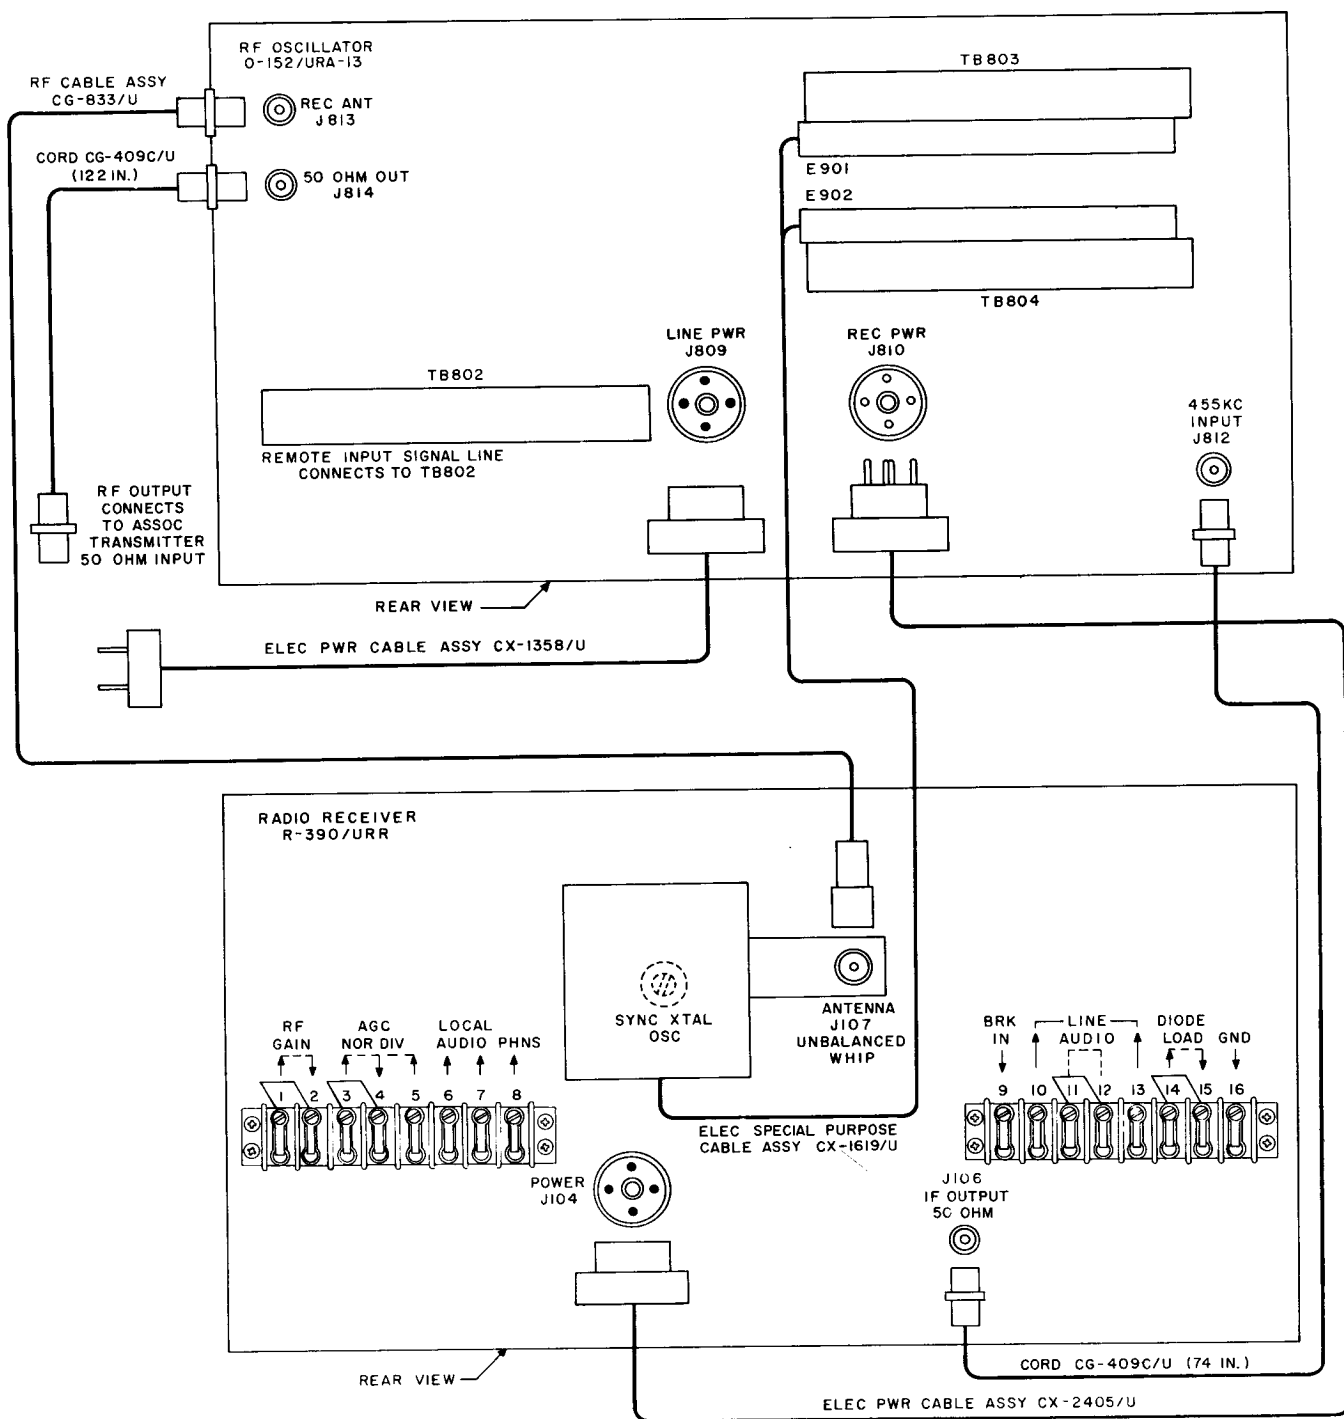 RF OSCILLATOR
O-152/URA-13
RF CABLE ASSY
CG-833/U
REC ANT
J813
CORD CG-409C/U
(122 IN.)
50 OHM OUT
J814
TB803
E901
E902
TB804
LINE PWR
J809
REC PWR
J810
TB802
455KC
INPUT
J812
REMOTE INPUT SIGNAL LINE
CONNECTS TO TB802
RF OUTPUT
CONNECTS
TO ASSOC
TRANSMITTER
50 OHM INPUT
REAR VIEW
ELEC PWR CABLE ASSY CX-1358/U
RADIO RECEIVER
R-390/URR
SYNC XTAL
OSC
ANTENNA
J107
UNBALANCED
WHIP
RF
GAIN
AGC
NOR DIV
LOCAL
AUDIO
PHNS
1 2 3 4 5 6 7 8
BRK
IN
LINE
AUDIO
DIODE
LOAD
GND
9 10 11 12 13 14 15 16
ELEC SPECIAL PURPOSE
CABLE ASSY CX-1619/U
POWER
J104
J106
IF OUTPUT
50 OHM
CORD CG-409C/U (74 IN.)
REAR VIEW
ELEC PWR CABLE ASSY CX-2405/U